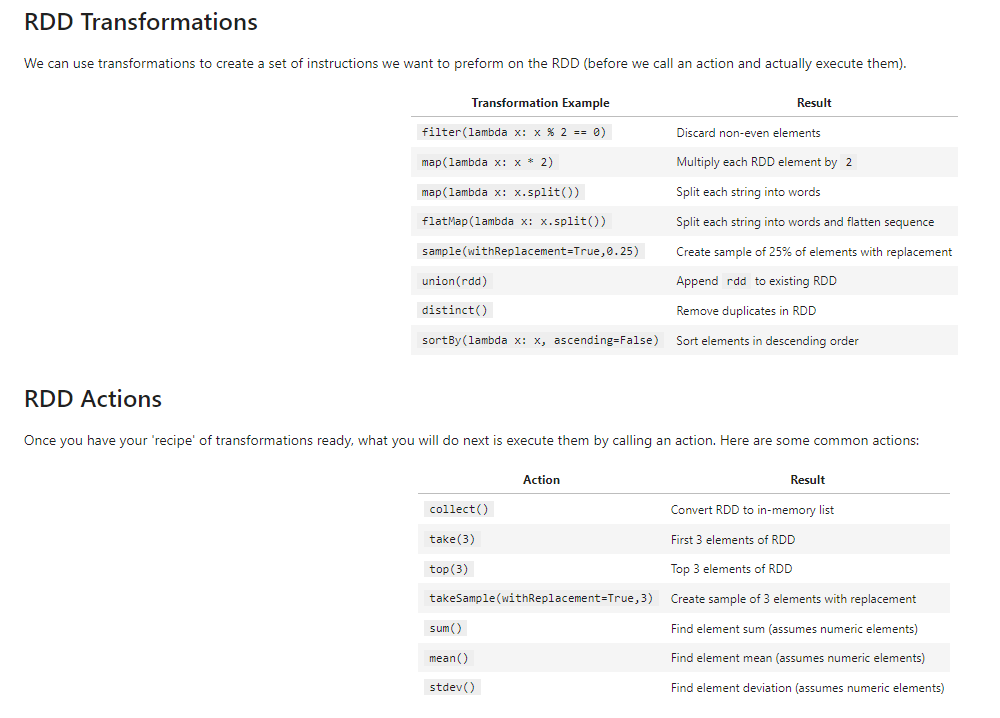 RDD Transformations
We can use transformations to create a set of instructions we want to preform on the RDD (before we call an action and actually execute them).
Transformation Example Result
filter(lambda x: x % 2 == 0) Discard non-even elements
map(lambda x: x * 2) Multiply each RDD element by 2
map(lambda x: x.split()) Split each string into words
flatMap(lambda x: x.split()) Split each string into words and flatten sequence
sample(withReplacement=True,0.25) Create sample of 25% of elements with replacement
union(rdd) Append rdd to existing RDD
distinct() Remove duplicates in RDD
sortBy(lambda x: x, ascending=False) Sort elements in descending order
RDD Actions
Once you have your 'recipe' of transformations ready, what you will do next is execute them by calling an action. Here are some common actions:
Action Result
collect() Convert RDD to in-memory list
take(3) First 3 elements of RDD
top(3) Top 3 elements of RDD
takeSample(withReplacement=True,3) Create sample of 3 elements with replacement
sum() Find element sum (assumes numeric elements)
mean() Find element mean (assumes numeric elements)
stdev() Find element deviation (assumes numeric elements)